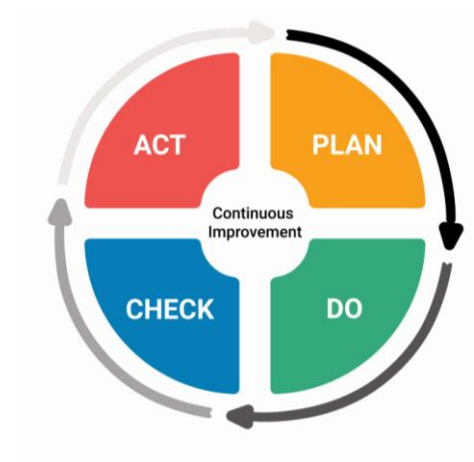 ACT
PLAN
Continuous
Improvement
CHECK
DO